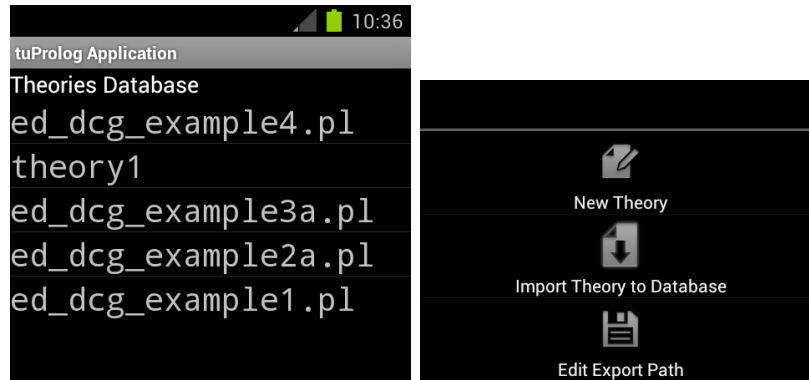 10:36
tuProlog Application
Theories Database
ed_dcg_example4.pl
theory1
ed_dcg_example3a.pl
ed_dcg_example2a.pl
ed_dcg_example1.pl
New Theory
Import Theory to Database
Edit Export Path